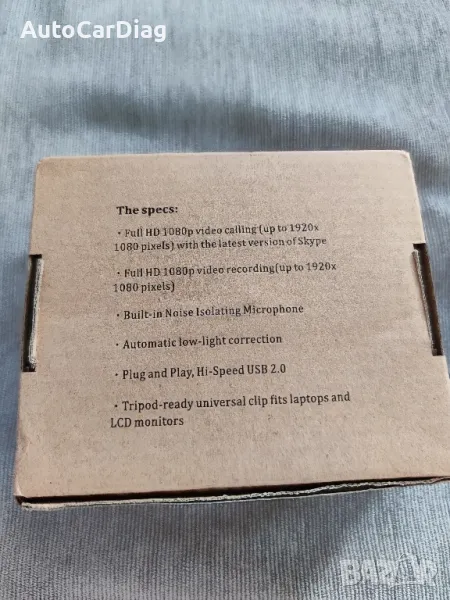 AutoCarDiag
The specs:
· Full HD 1080p video calling(up to 1920x
1080 pixels) with the latest version of Skype
· Full HD 1080p video recording(up to 1920x
1080 pixels)
· Built-in Noise Isolating Microphone
· Automatic low-light correction
· Plug and Play, Hi-Speed USB 2.0
· Tripod-ready universal clip fits laptops and
LCD monitors
BAZAR